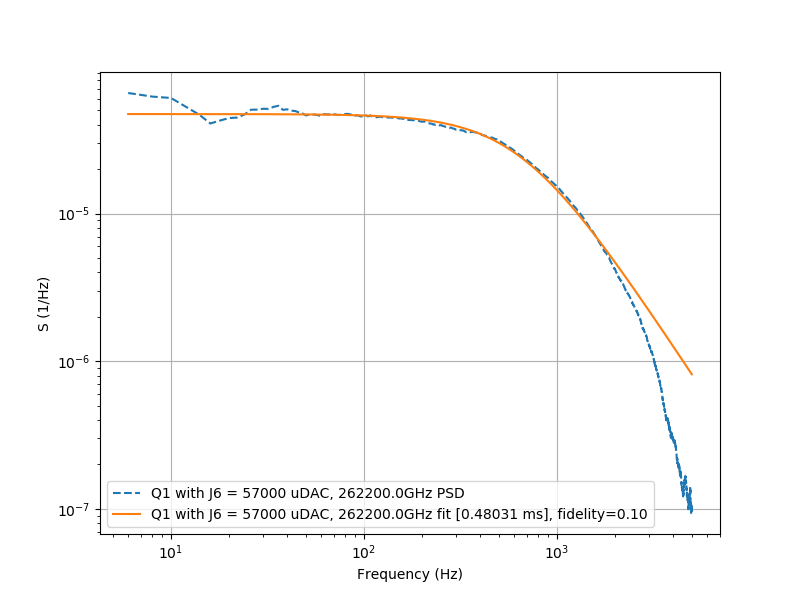 S (1/Hz)
10⁻⁵
10⁻⁶
10⁻⁷
Q1 with J6 = 57000 uDAC, 262200.0GHz PSD
Q1 with J6 = 57000 uDAC, 262200.0GHz fit [0.48031 ms], fidelity=0.10
10¹ 10² 10³
Frequency (Hz)